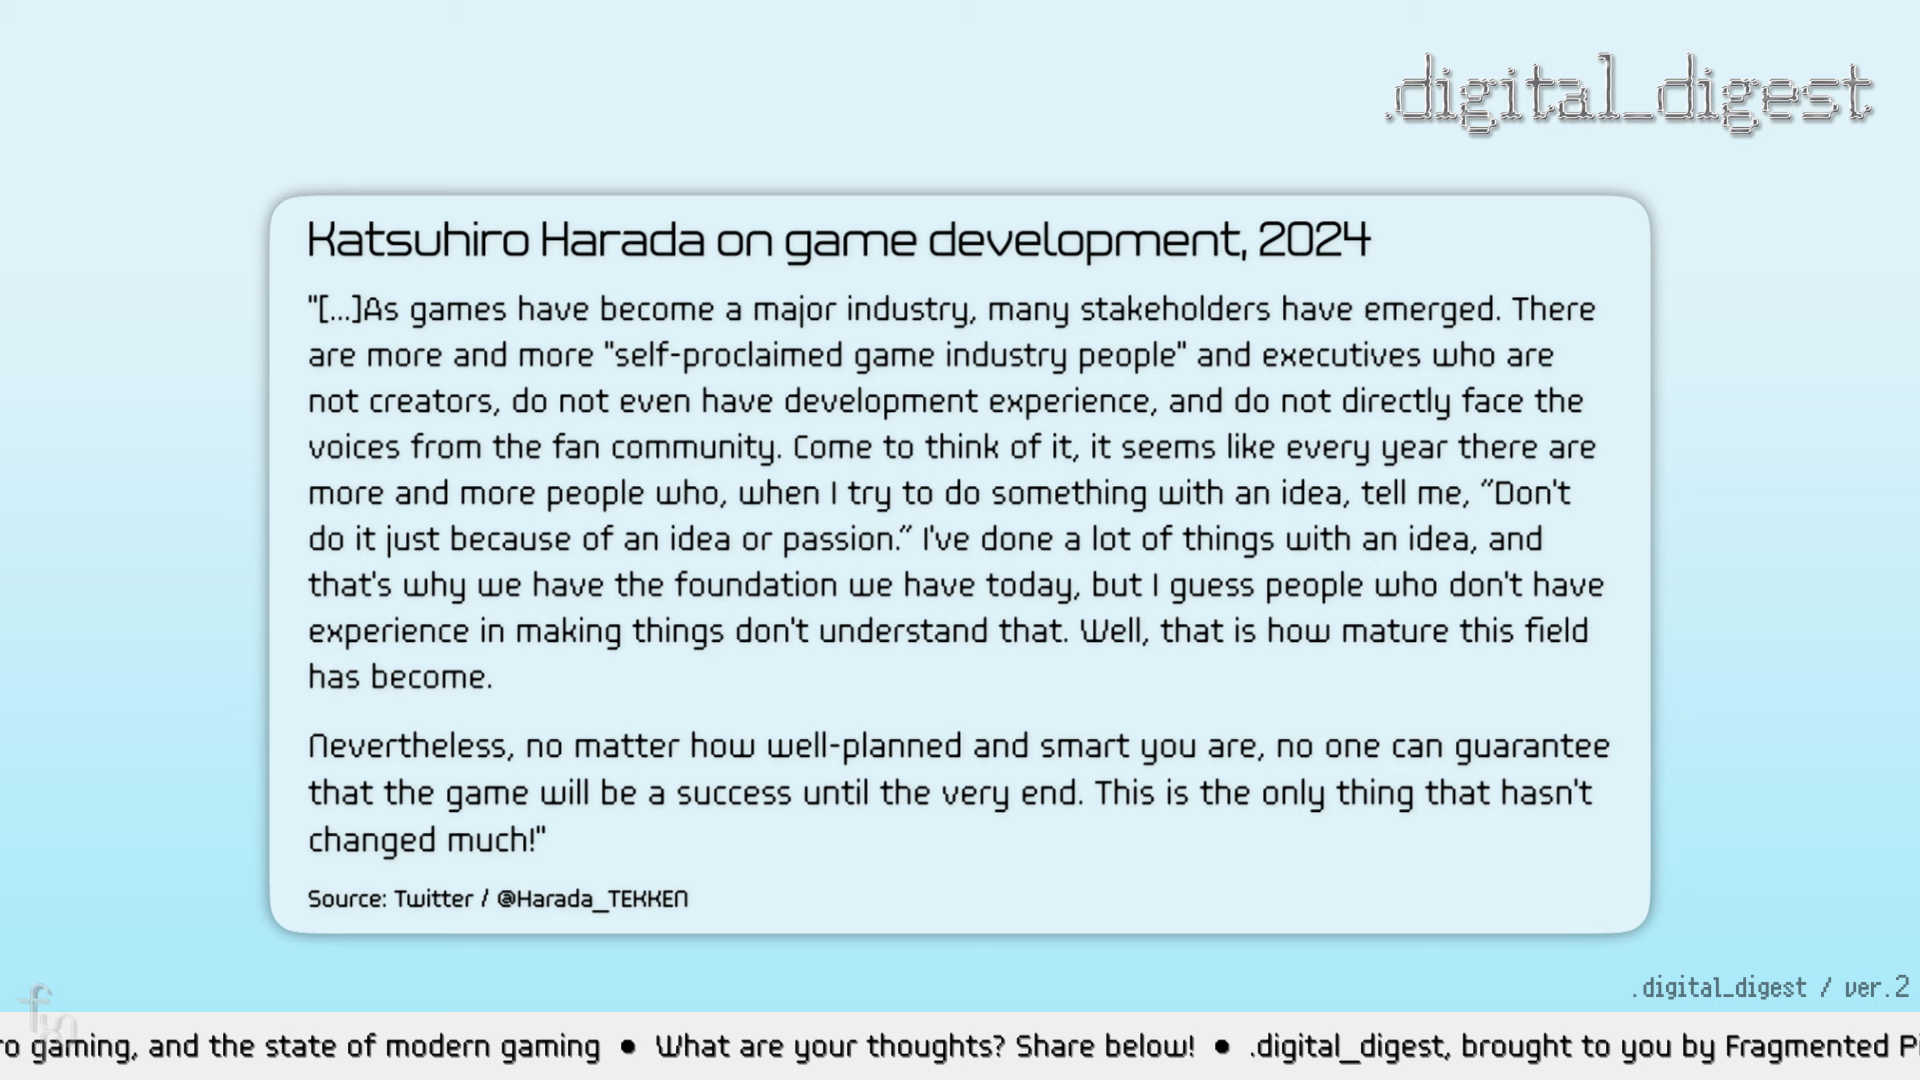 .digital_digest
Katsuhiro Harada on game development, 2024
"[...]As games have become a major industry, many stakeholders have emerged. There
are more and more "self-proclaimed game industry people" and executives who are
not creators, do not even have development experience, and do not directly face the
voices from the fan community. Come to think of it, it seems like every year there are
more and more people who, when I try to do something with an idea, tell me, “Don't
do it just because of an idea or passion.” I've done a lot of things with an idea, and
that's why we have the foundation we have today, but I guess people who don't have
experience in making things don't understand that. Well, that is how mature this field
has become.
Nevertheless, no matter how well-planned and smart you are, no one can guarantee
that the game will be a success until the very end. This is the only thing that hasn't
changed much!"
Source: Twitter / @Harada_TEKKEN
.digital_digest / ver.2
gaming, and the state of modern gaming ● What are your thoughts? Share below! ● .digital_digest, brought to you by Fragmented